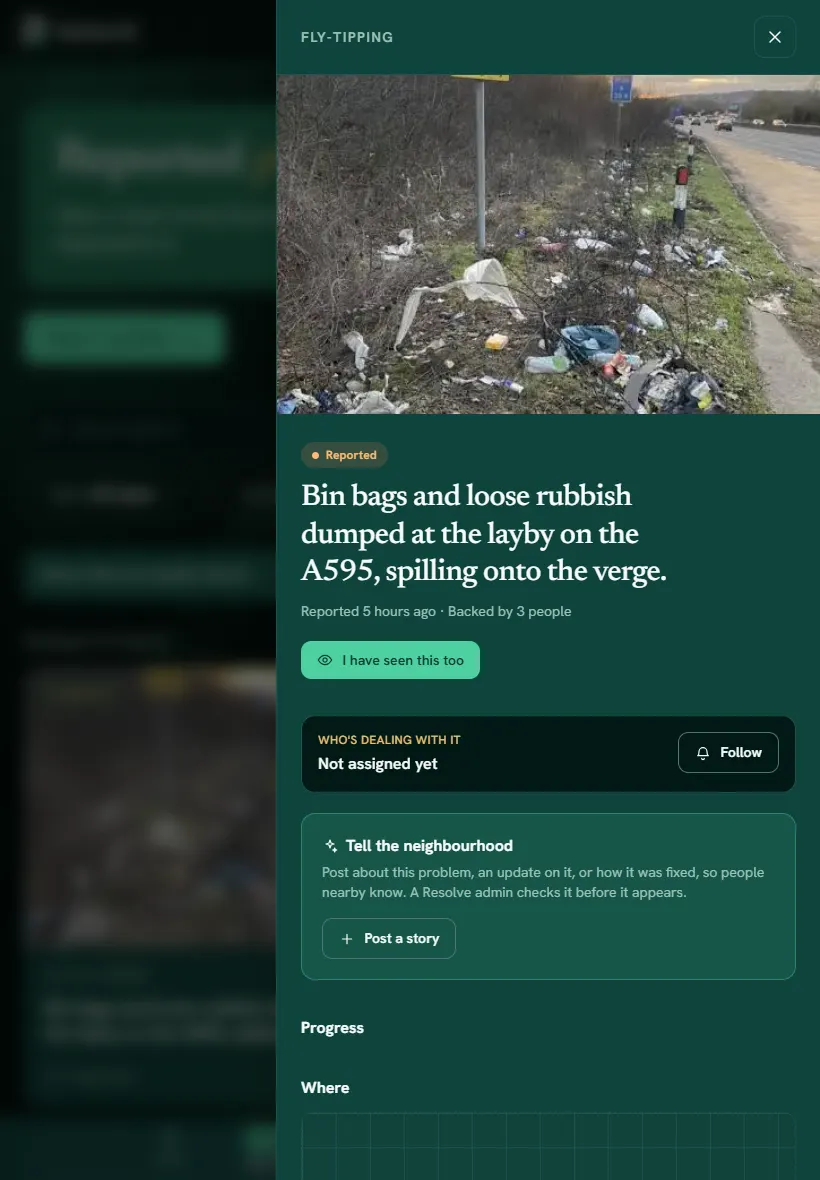 FLY-TIPPING
Reported
Bin bags and loose rubbish
dumped at the layby on the
A595, spilling onto the verge.
Reported 5 hours ago · Backed by 3 people
I have seen this too
WHO'S DEALING WITH IT
Not assigned yet
Follow
Tell the neighbourhood
Post about this problem, an update on it, or how it was fixed, so people
nearby know. A Resolve admin checks it before it appears.
Post a story
Progress
Where